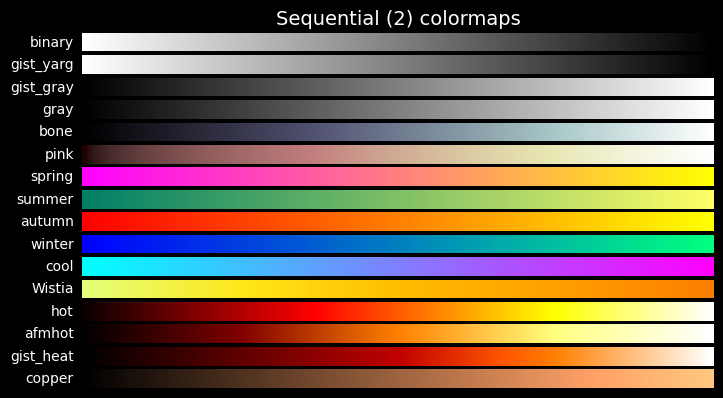 Sequential (2) colormaps
binary
gist_yarg
gist_gray
gray
bone
pink
spring
summer
autumn
winter
cool
Wistia
hot
afmhot
gist_heat
copper